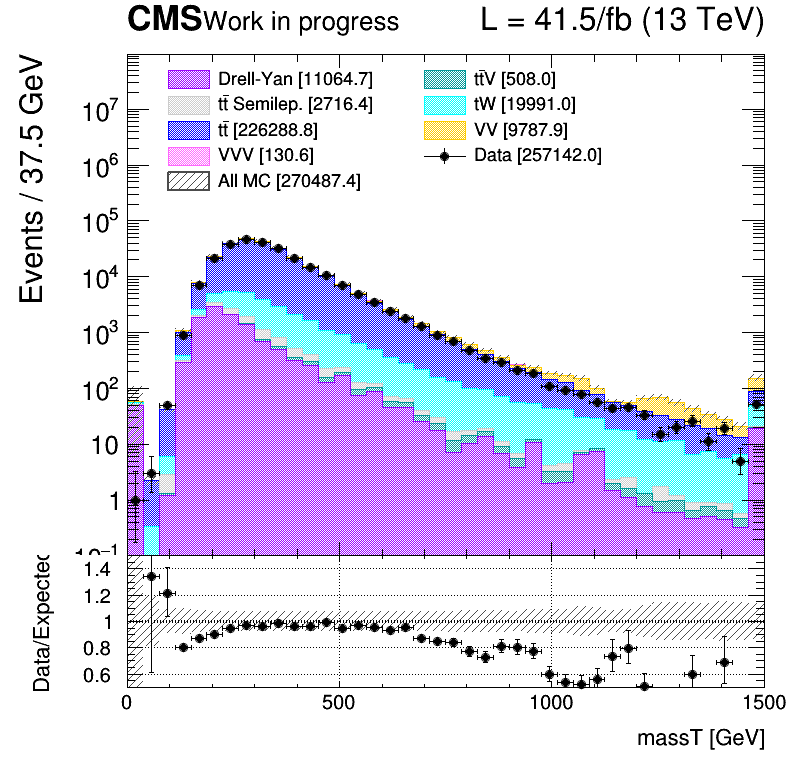 CMS Work in progress L = 41.5/fb (13 TeV)
Events / 37.5 GeV
Drell-Yan [11064.7]
tt̄ Semilep. [2716.4]
tt̄ [226288.8]
VVV [130.6]
All MC [270487.4]
tt̄V [508.0]
tW [19991.0]
VV [9787.9]
Data [257142.0]
10⁷
10⁶
10⁵
10⁴
10³
10²
10
1
10⁻¹
Data/Expected
1.4
1.2
1
0.8
0.6
0 500 1000 1500
massT [GeV]